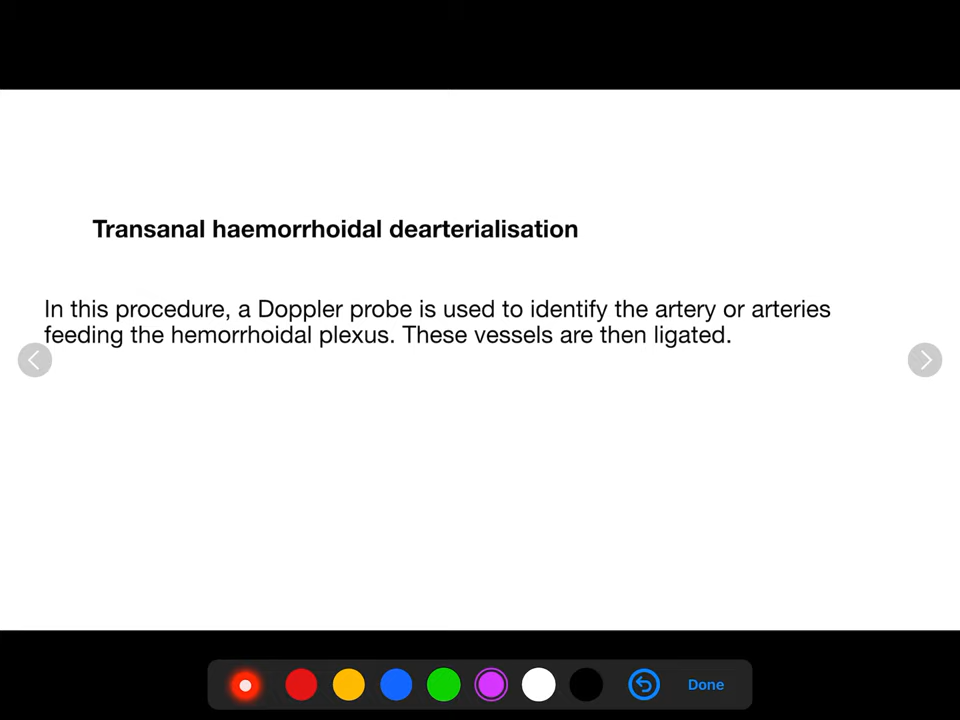 Transanal haemorrhoidal dearterialisation
In this procedure, a Doppler probe is used to identify the artery or arteries
feeding the hemorrhoidal plexus. These vessels are then ligated.
Done